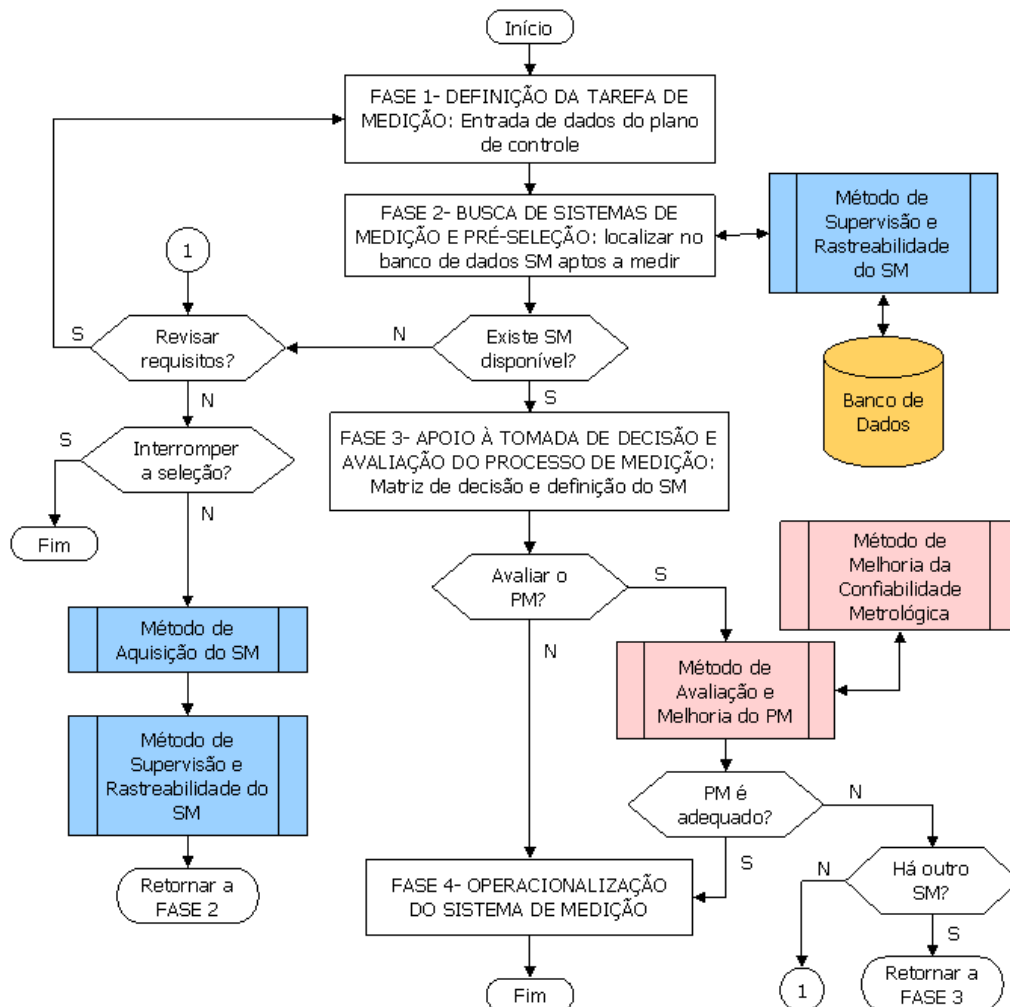 Início
FASE 1- DEFINIÇÃO DA TAREFA DE
MEDIÇÃO: Entrada de dados do plano
de controle
FASE 2- BUSCA DE SISTEMAS DE
MEDIÇÃO E PRÉ-SELEÇÃO: localizar no
banco de dados SM aptos a medir
Método de
Supervisão e
Rastreabilidade
do SM
Banco de
Dados
1
Revisar
requisitos?
S
N
N
Existe SM
disponível?
S
Interromper
a seleção?
S
N
Fim
FASE 3- APOIO À TOMADA DE DECISÃO E
AVALIAÇÃO DO PROCESSO DE MEDIÇÃO:
Matriz de decisão e definição do SM
Avaliar o
PM?
S
N
Método de
Melhoria da
Confiabilidade
Metrológica
Método de
Aquisição do SM
Método de
Avaliação e
Melhoria do PM
Método de
Supervisão e
Rastreabilidade do
SM
Retornar a
FASE 2
PM é
adequado?
N
S
Há outro
SM?
N
S
FASE 4- OPERACIONALIZAÇÃO
DO SISTEMA DE MEDIÇÃO
Fim
1
Retornar a
FASE 3